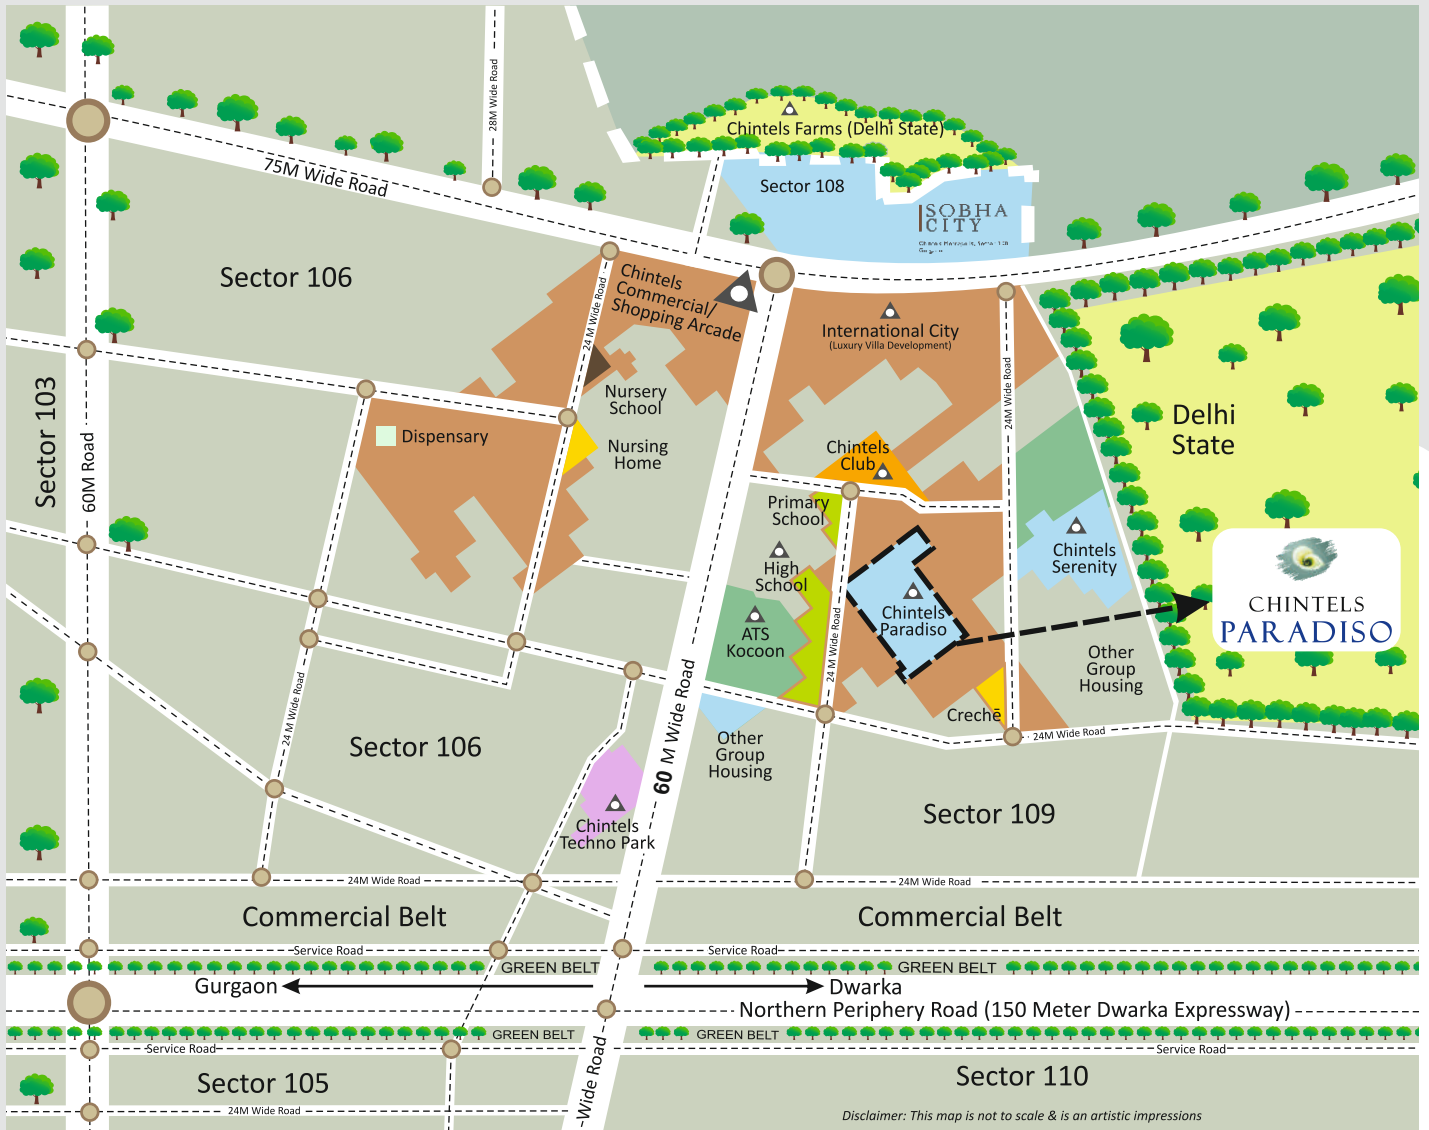 28M Wide Road
75M Wide Road
Chintels Farms (Delhi State)
Sector 108
SOBHA
CITY
Sector 106
Chintels
Commercial/
Shopping Arcade
24 M Wide Road
International City
(Luxury Villa Development)
24M Wide Road
Delhi
State
Sector 103
60M Road
Dispensary
Nursery
School
Nursing
Home
Chintels
Club
Primary
School
High
School
Chintels
Serenity
ATS
Kocoon
24 M Wide Road
Chintels
Paradiso
CHINTELS
PARADISO
Other
Group
Housing
Crechē
24M Wide Road
24 M Wide Road
Sector 106
60 M Wide Road
Other
Group
Housing
Chintels
Techno Park
Sector 109
24M Wide Road
24M Wide Road
Commercial Belt
Commercial Belt
Service Road
Service Road
GREEN BELT
GREEN BELT
Gurgaon
Dwarka
Northern Periphery Road (150 Meter Dwarka Expressway)
GREEN BELT
GREEN BELT
Service Road
Service Road
Wide Road
Sector 105
Sector 110
24M Wide Road
Disclaimer: This map is not to scale & is an artistic impressions